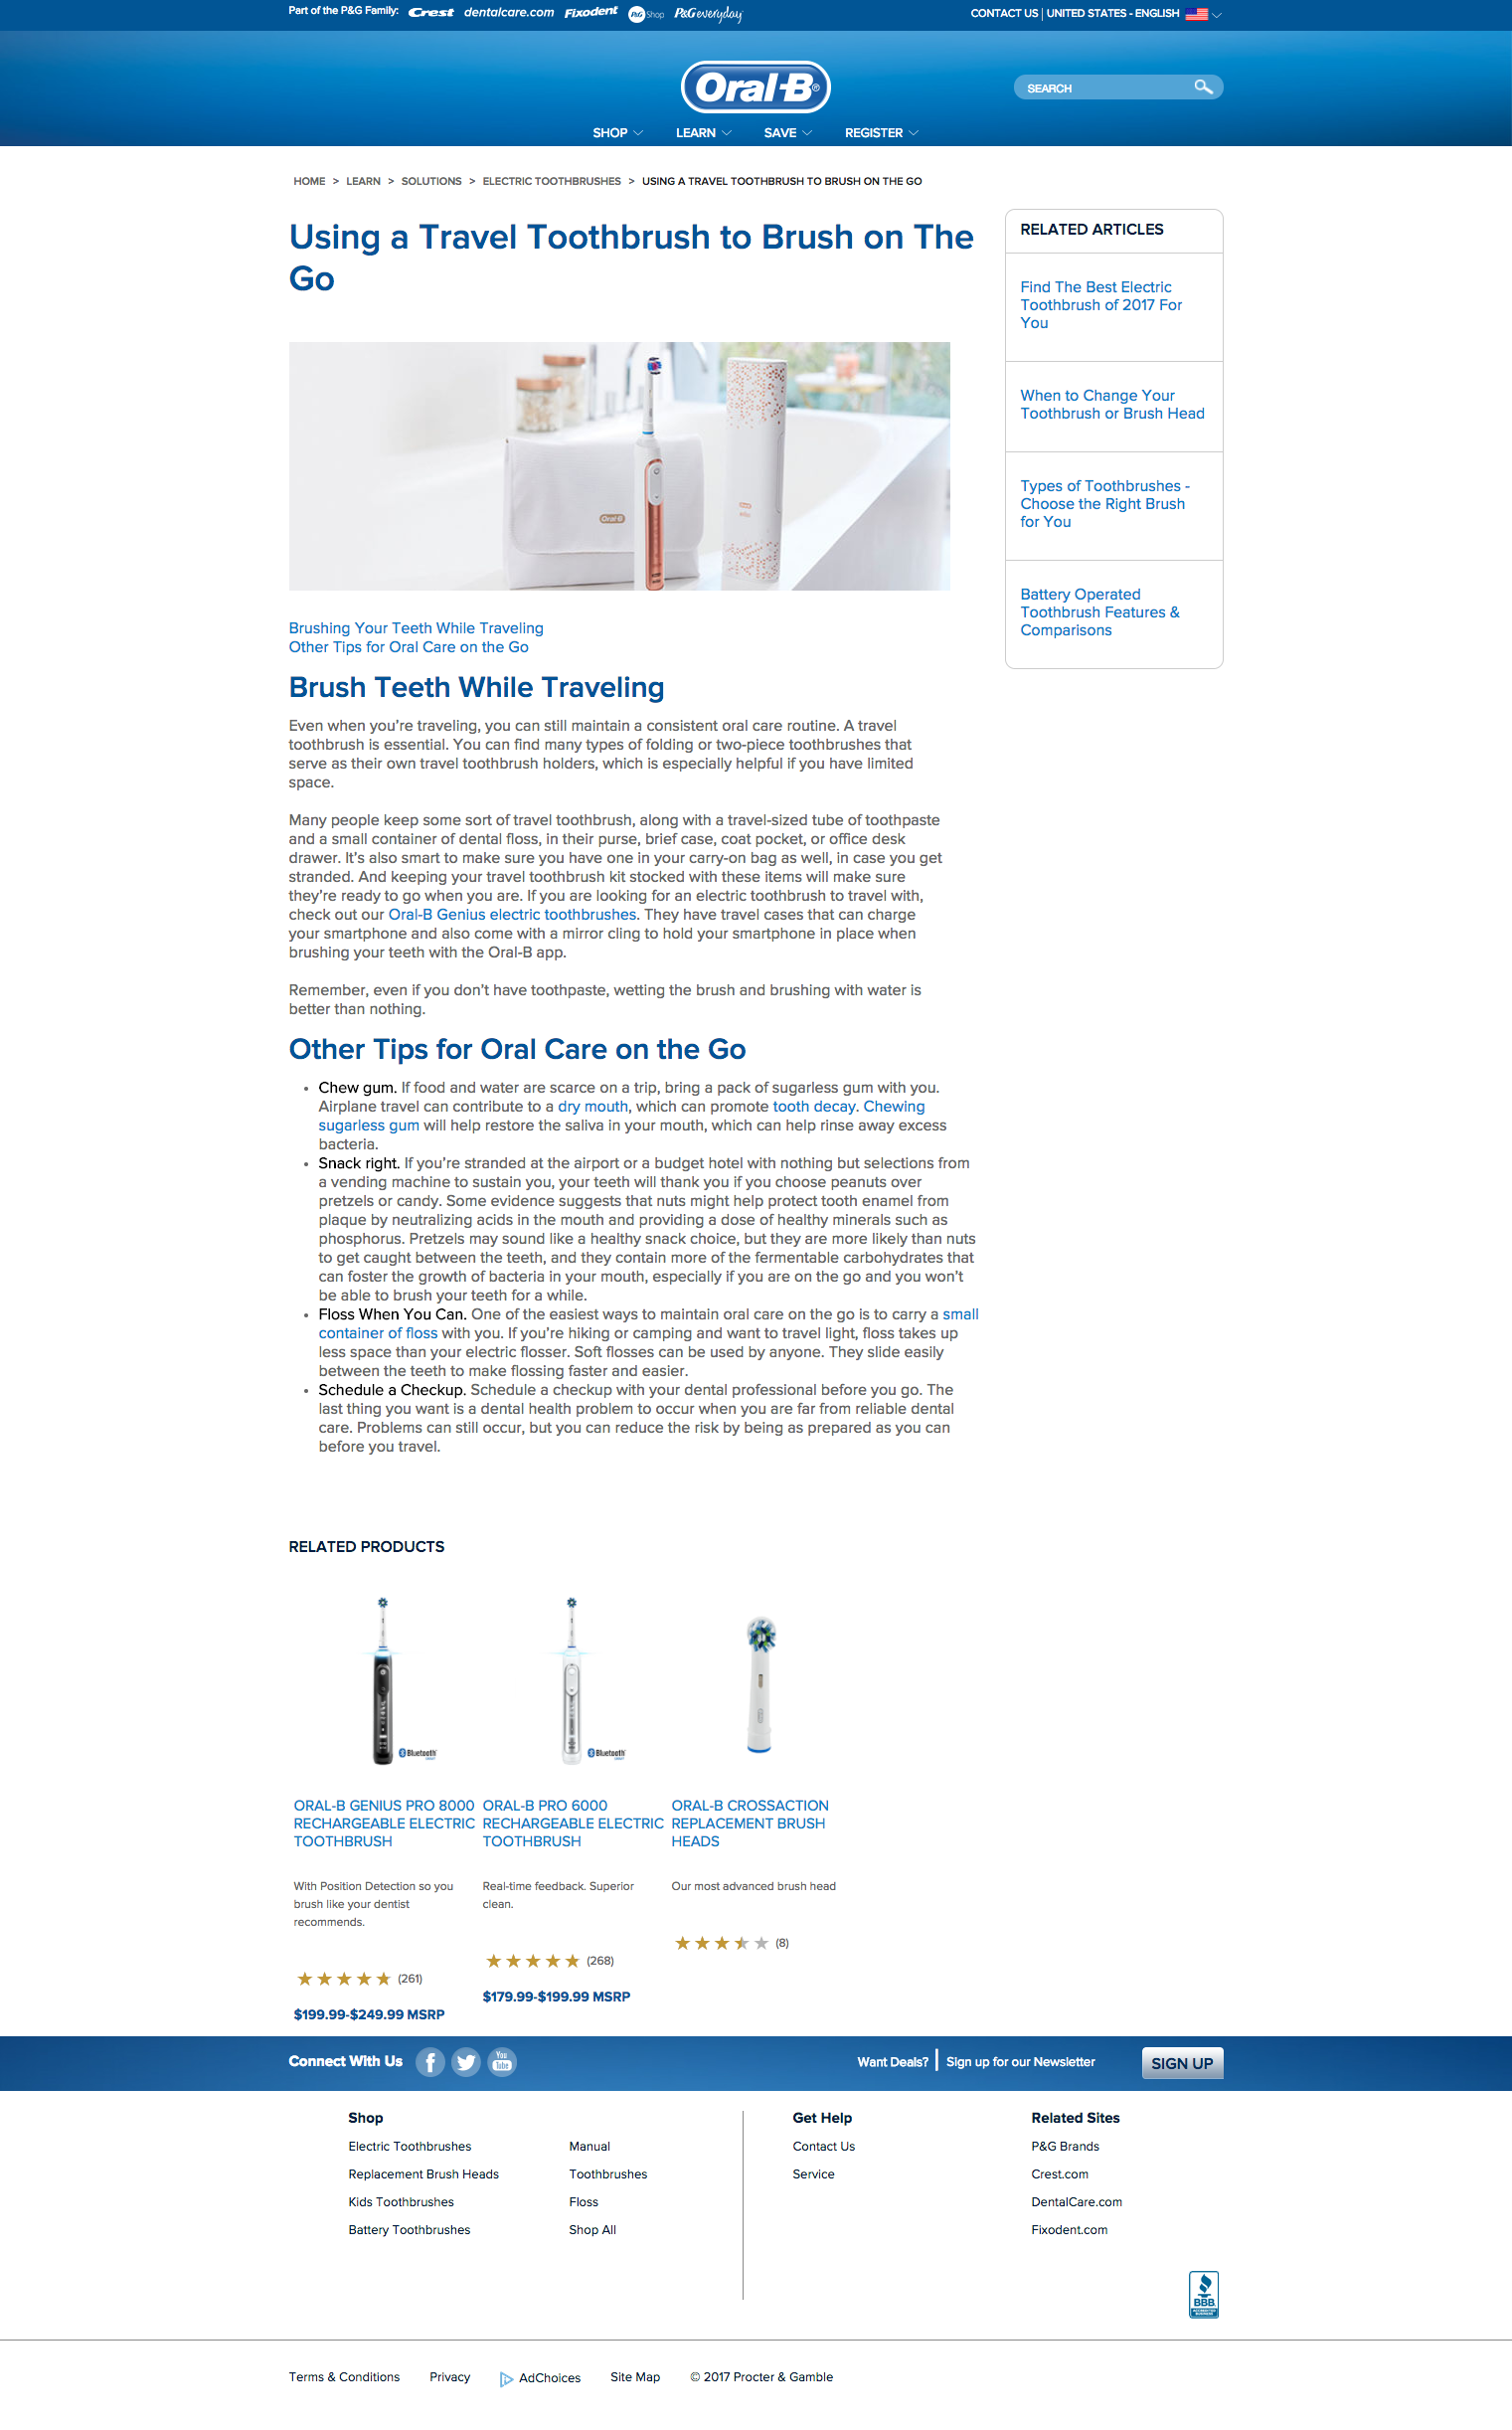 Part of the P&G Family: Crest dentalcare.com Fixodent P&G Shop P&Geveryday
CONTACT US | UNITED STATES - ENGLISH
Oral-B®
SEARCH
SHOP LEARN SAVE REGISTER
HOME > LEARN > SOLUTIONS > ELECTRIC TOOTHBRUSHES > USING A TRAVEL TOOTHBRUSH TO BRUSH ON THE GO
Using a Travel Toothbrush to Brush on The
Go
Oral-B
Brushing Your Teeth While Traveling
Other Tips for Oral Care on the Go
Brush Teeth While Traveling
Even when you're traveling, you can still maintain a consistent oral care routine. A travel
toothbrush is essential. You can find many types of folding or two-piece toothbrushes that
serve as their own travel toothbrush holders, which is especially helpful if you have limited
space.
Many people keep some sort of travel toothbrush, along with a travel-sized tube of toothpaste
and a small container of dental floss, in their purse, brief case, coat pocket, or office desk
drawer. It's also smart to make sure you have one in your carry-on bag as well, in case you get
stranded. And keeping your travel toothbrush kit stocked with these items will make sure
they're ready to go when you are. If you are looking for an electric toothbrush to travel with,
check out our Oral-B Genius electric toothbrushes. They have travel cases that can charge
your smartphone and also come with a mirror cling to hold your smartphone in place when
brushing your teeth with the Oral-B app.
Remember, even if you don't have toothpaste, wetting the brush and brushing with water is
better than nothing.
Other Tips for Oral Care on the Go
• Chew gum. If food and water are scarce on a trip, bring a pack of sugarless gum with you.
Airplane travel can contribute to a dry mouth, which can promote tooth decay. Chewing
sugarless gum will help restore the saliva in your mouth, which can help rinse away excess
bacteria.
• Snack right. If you're stranded at the airport or a budget hotel with nothing but selections from
a vending machine to sustain you, your teeth will thank you if you choose peanuts over
pretzels or candy. Some evidence suggests that nuts might help protect tooth enamel from
plaque by neutralizing acids in the mouth and providing a dose of healthy minerals such as
phosphorus. Pretzels may sound like a healthy snack choice, but they are more likely than nuts
to get caught between the teeth, and they contain more of the fermentable carbohydrates that
can foster the growth of bacteria in your mouth, especially if you are on the go and you won't
be able to brush your teeth for a while.
• Floss When You Can. One of the easiest ways to maintain oral care on the go is to carry a small
container of floss with you. If you're hiking or camping and want to travel light, floss takes up
less space than your electric flosser. Soft flosses can be used by anyone. They slide easily
between the teeth to make flossing faster and easier.
• Schedule a Checkup. Schedule a checkup with your dental professional before you go. The
last thing you want is a dental health problem to occur when you are far from reliable dental
care. Problems can still occur, but you can reduce the risk by being as prepared as you can
before you travel.
RELATED ARTICLES
Find The Best Electric
Toothbrush of 2017 For
You
When to Change Your
Toothbrush or Brush Head
Types of Toothbrushes -
Choose the Right Brush
for You
Battery Operated
Toothbrush Features &
Comparisons
RELATED PRODUCTS
Bluetooth
ORAL-B GENIUS PRO 8000
RECHARGEABLE ELECTRIC
TOOTHBRUSH
With Position Detection so you
brush like your dentist
recommends.
(261)
$199.99-$249.99 MSRP
Bluetooth
ORAL-B PRO 6000
RECHARGEABLE ELECTRIC
TOOTHBRUSH
Real-time feedback. Superior
clean.
(268)
$179.99-$199.99 MSRP
ORAL-B CROSSACTION
REPLACEMENT BRUSH
HEADS
Our most advanced brush head
(8)
Connect With Us f You Tube
Want Deals? | Sign up for our Newsletter
SIGN UP
Shop
Electric Toothbrushes
Replacement Brush Heads
Kids Toothbrushes
Battery Toothbrushes
Manual
Toothbrushes
Floss
Shop All
Get Help
Contact Us
Service
Related Sites
P&G Brands
Crest.com
DentalCare.com
Fixodent.com
BBB
ACCREDITED
BUSINESS
Terms & Conditions Privacy AdChoices Site Map © 2017 Procter & Gamble